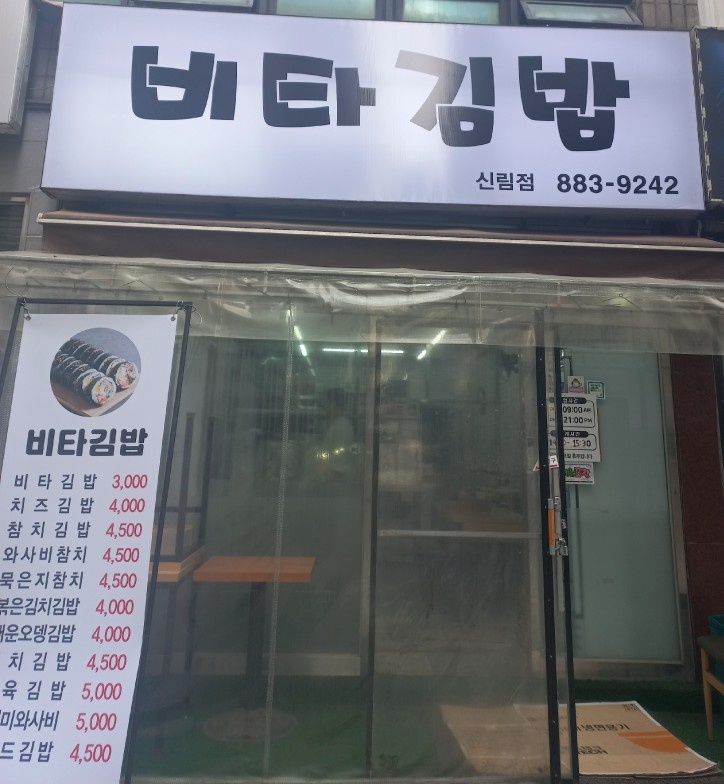 비타김밥
신림점 883-9242
비타김밥
비타김밥 3,000
치즈김밥 4,000
참치김밥 4,500
와사비참치 4,500
묵은지참치 4,500
볶은김치김밥 4,000
운오뎅김밥 4,000
치김밥 4,500
육김밥 5,000
미와사비 5,000
드김밥 4,500
09:00AM
21:00PM
15:30